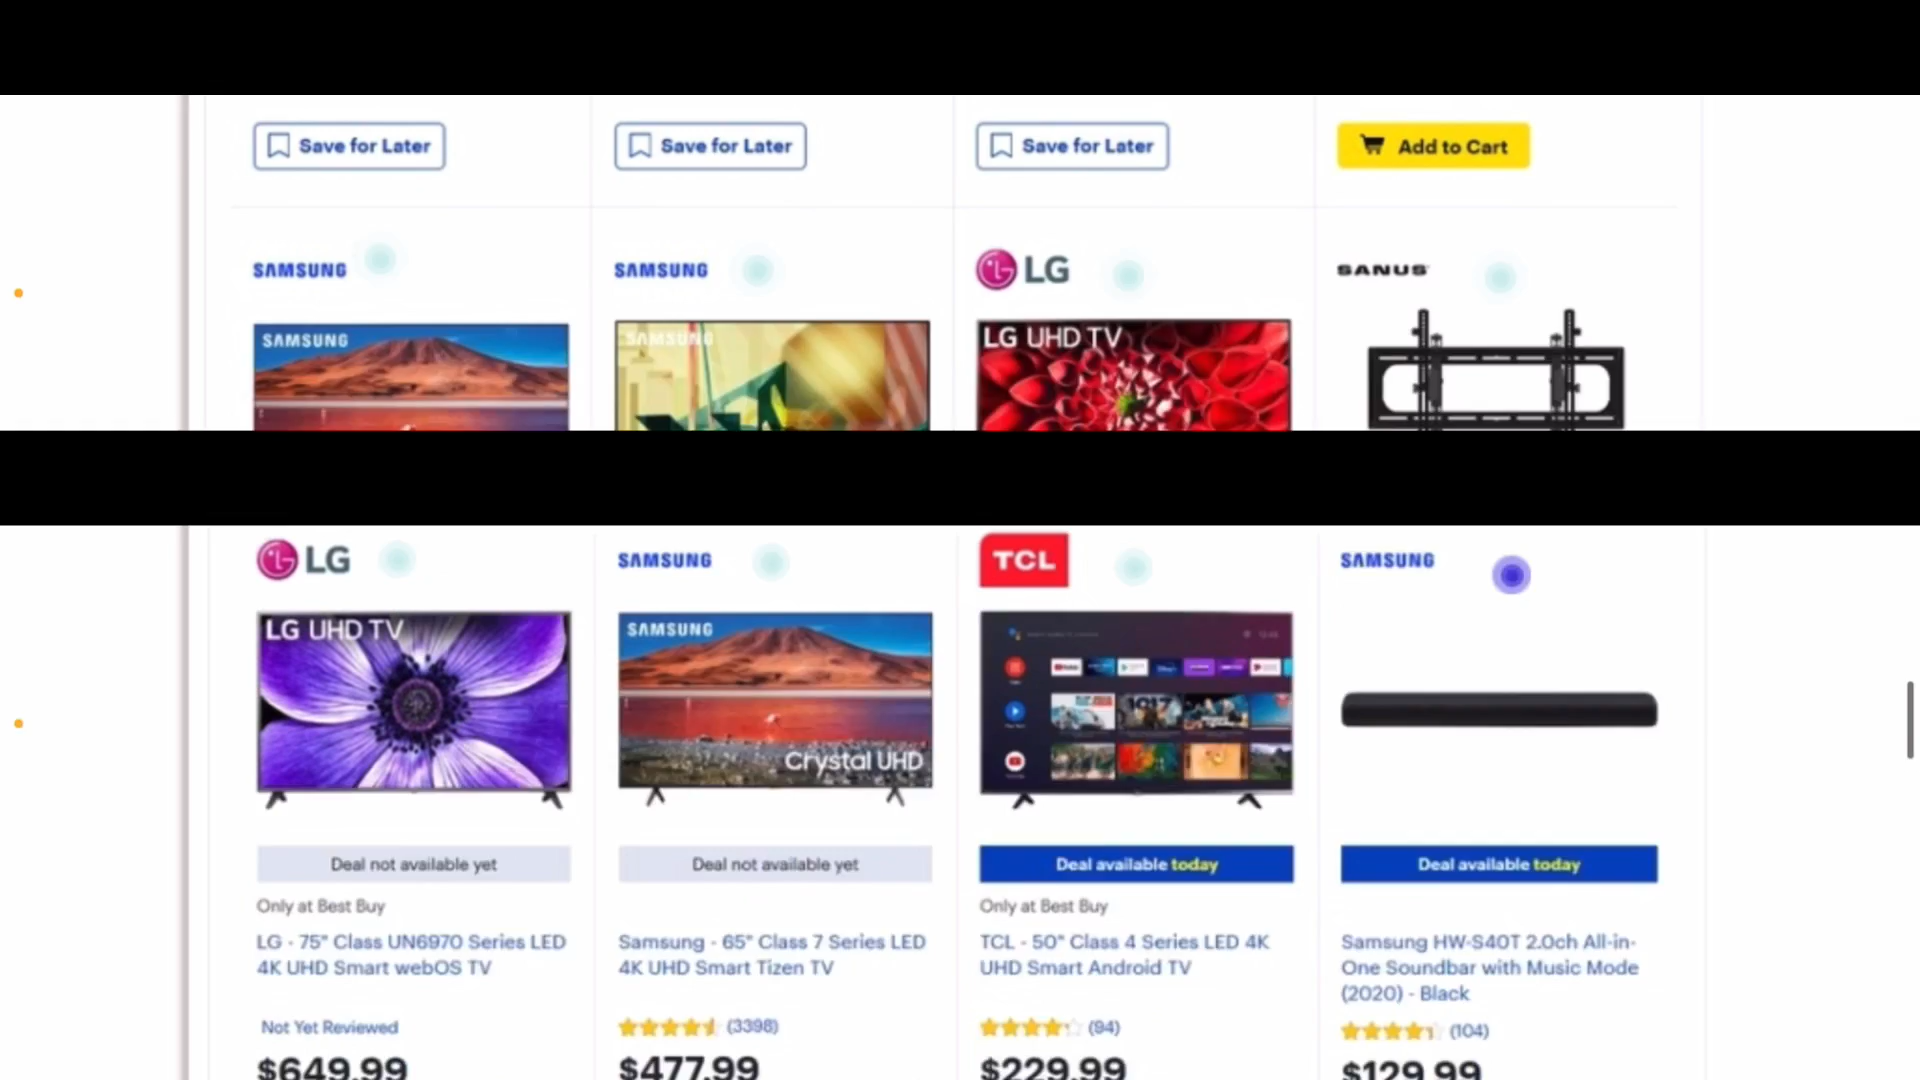 Save for Later
Save for Later
Save for Later
Add to Cart
SAMSUNG
SAMSUNG
LG
SANUS
SAMSUNG
SAMSUNG
LG UHD TV
LG
SAMSUNG
TCL
SAMSUNG
LG UHD TV
SAMSUNG
Crystal UHD
Deal not available yet
Deal not available yet
Deal available today
Deal available today
Only at Best Buy
Only at Best Buy
LG - 75" Class UN6970 Series LED
4K UHD Smart webOS TV
Samsung - 65" Class 7 Series LED
4K UHD Smart Tizen TV
TCL - 50" Class 4 Series LED 4K
UHD Smart Android TV
Samsung HW-S40T 2.0ch All-in-
One Soundbar with Music Mode
(2020) - Black
Not Yet Reviewed
(3398)
(94)
(104)
$649.99
$477.99
$229.99
$129.99